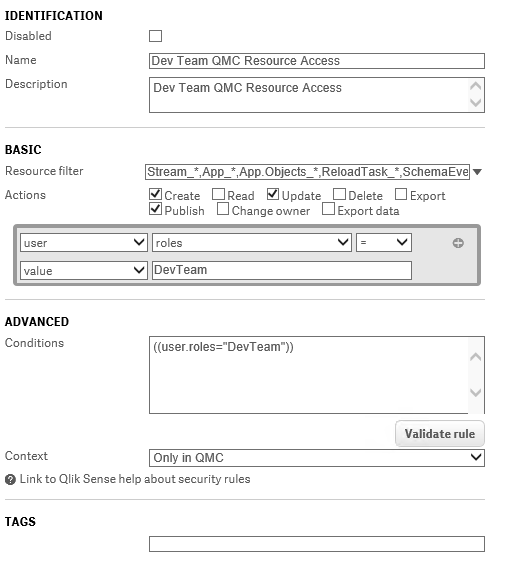 IDENTIFICATION
Disabled
Name Dev Team QMC Resource Access
Description Dev Team QMC Resource Access
BASIC
Resource filter Stream_*,App_*,App.Objects_*,ReloadTask_*,SchemaEve
Actions Create Read Update Delete Export
Publish Change owner Export data
user roles =
value DevTeam
ADVANCED
Conditions ((user.roles="DevTeam"))
Validate rule
Context Only in QMC
Link to Qlik Sense help about security rules
TAGS